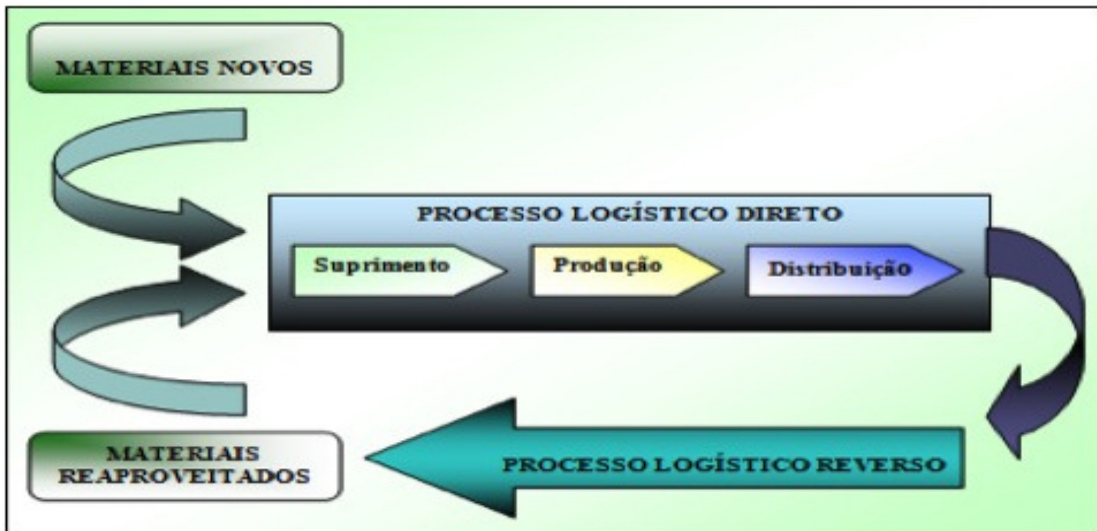 MATERIAIS NOVOS
PROCESSO LOGÍSTICO DIRETO
Suprimento
Produção
Distribuição
MATERIAIS
REAPROVEITADOS
PROCESSO LOGÍSTICO REVERSO